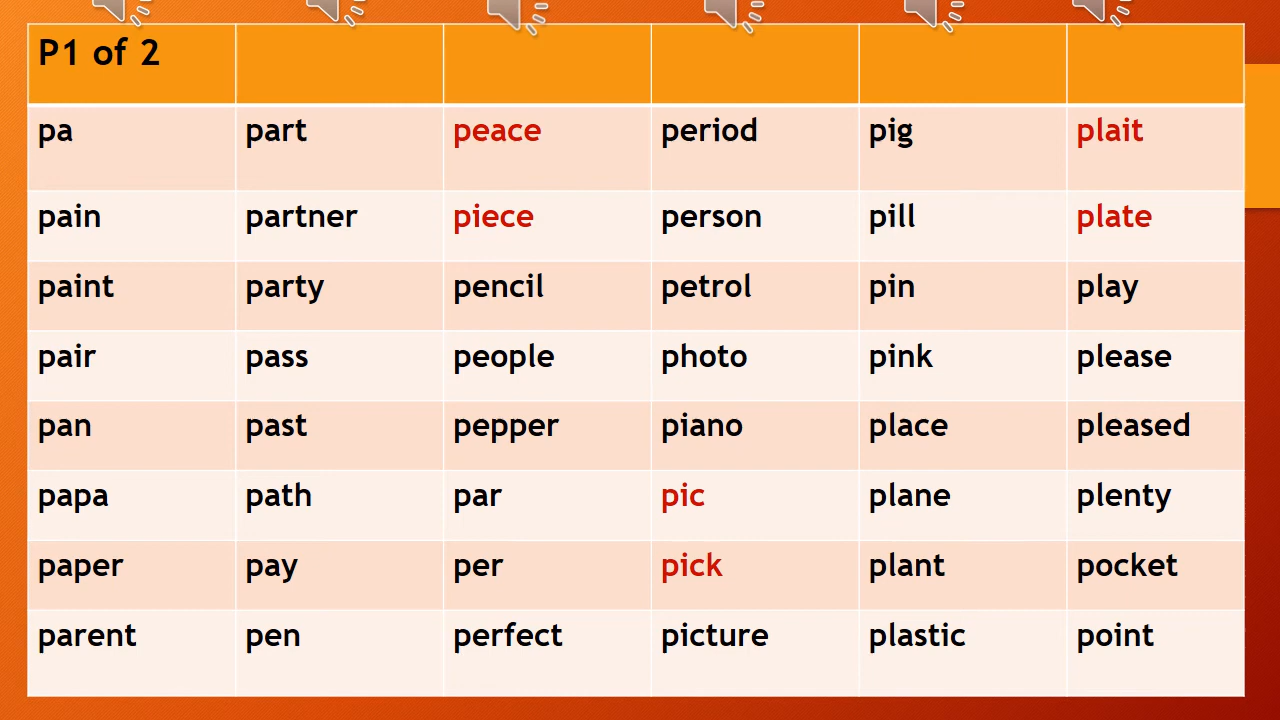 P1 of 2
pa part peace period pig plait
pain partner piece person pill plate
paint party pencil petrol pin play
pair pass people photo pink please
pan past pepper piano place pleased
papa path par pic plane plenty
paper pay per pick plant pocket
parent pen perfect picture plastic point